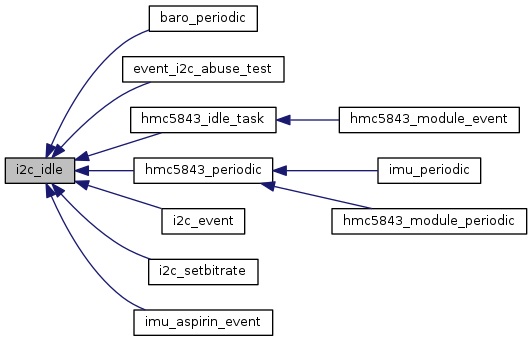 baro_periodic
event_i2c_abuse_test
hmc5843_idle_task
hmc5843_module_event
i2c_idle
hmc5843_periodic
imu_periodic
i2c_event
hmc5843_module_periodic
i2c_setbitrate
imu_aspirin_event